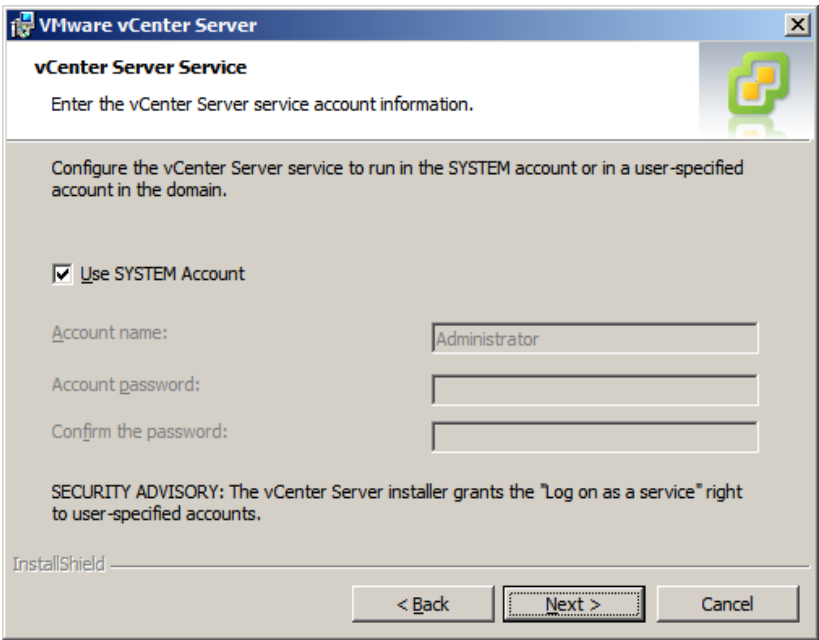 VMware vCenter Server
vCenter Server Service
Enter the vCenter Server service account information.
Configure the vCenter Server service to run in the SYSTEM account or in a user-specified
account in the domain.
Use SYSTEM Account
Account name:
Administrator
Account password:
Confirm the password:
SECURITY ADVISORY: The vCenter Server installer grants the "Log on as a service" right
to user-specified accounts.
InstallShield
< Back
Next >
Cancel